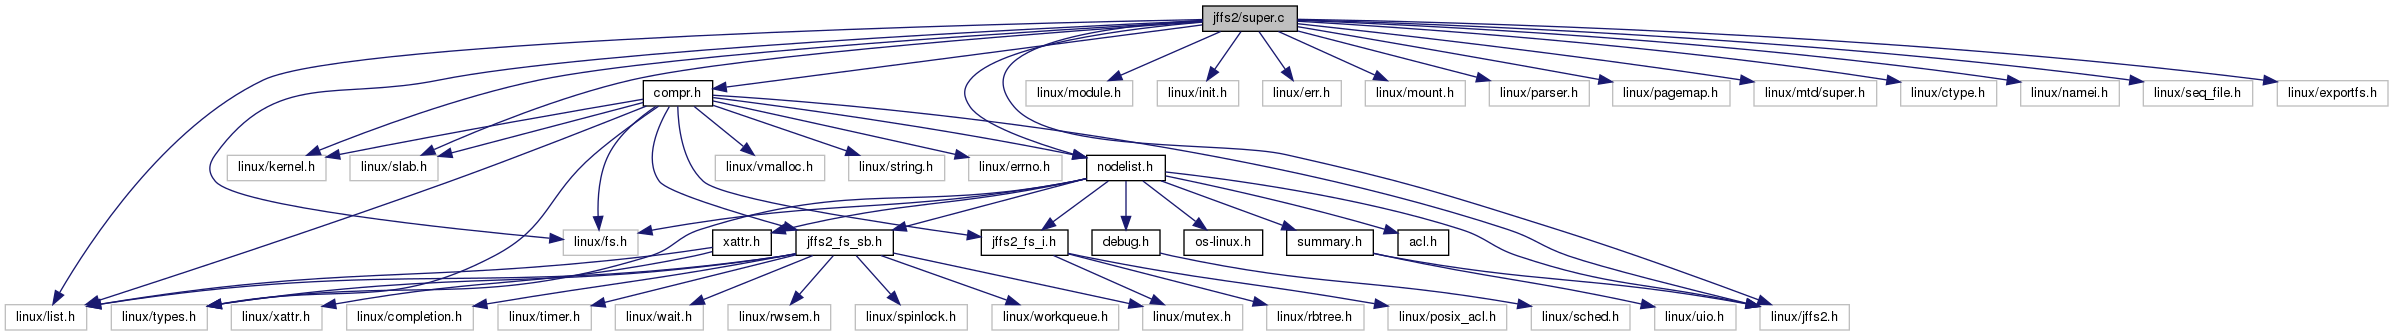 jffs2/super.c
compr.h
linux/module.h
linux/init.h
linux/err.h
linux/mount.h
linux/parser.h
linux/pagemap.h
linux/mtd/super.h
linux/ctype.h
linux/namei.h
linux/seq_file.h
linux/exportfs.h
linux/kernel.h
linux/slab.h
linux/vmalloc.h
linux/string.h
linux/errno.h
nodelist.h
linux/fs.h
xattr.h
jffs2_fs_sb.h
jffs2_fs_i.h
debug.h
os-linux.h
summary.h
acl.h
linux/list.h
linux/types.h
linux/xattr.h
linux/completion.h
linux/timer.h
linux/wait.h
linux/rwsem.h
linux/spinlock.h
linux/workqueue.h
linux/mutex.h
linux/rbtree.h
linux/posix_acl.h
linux/sched.h
linux/uio.h
linux/jffs2.h